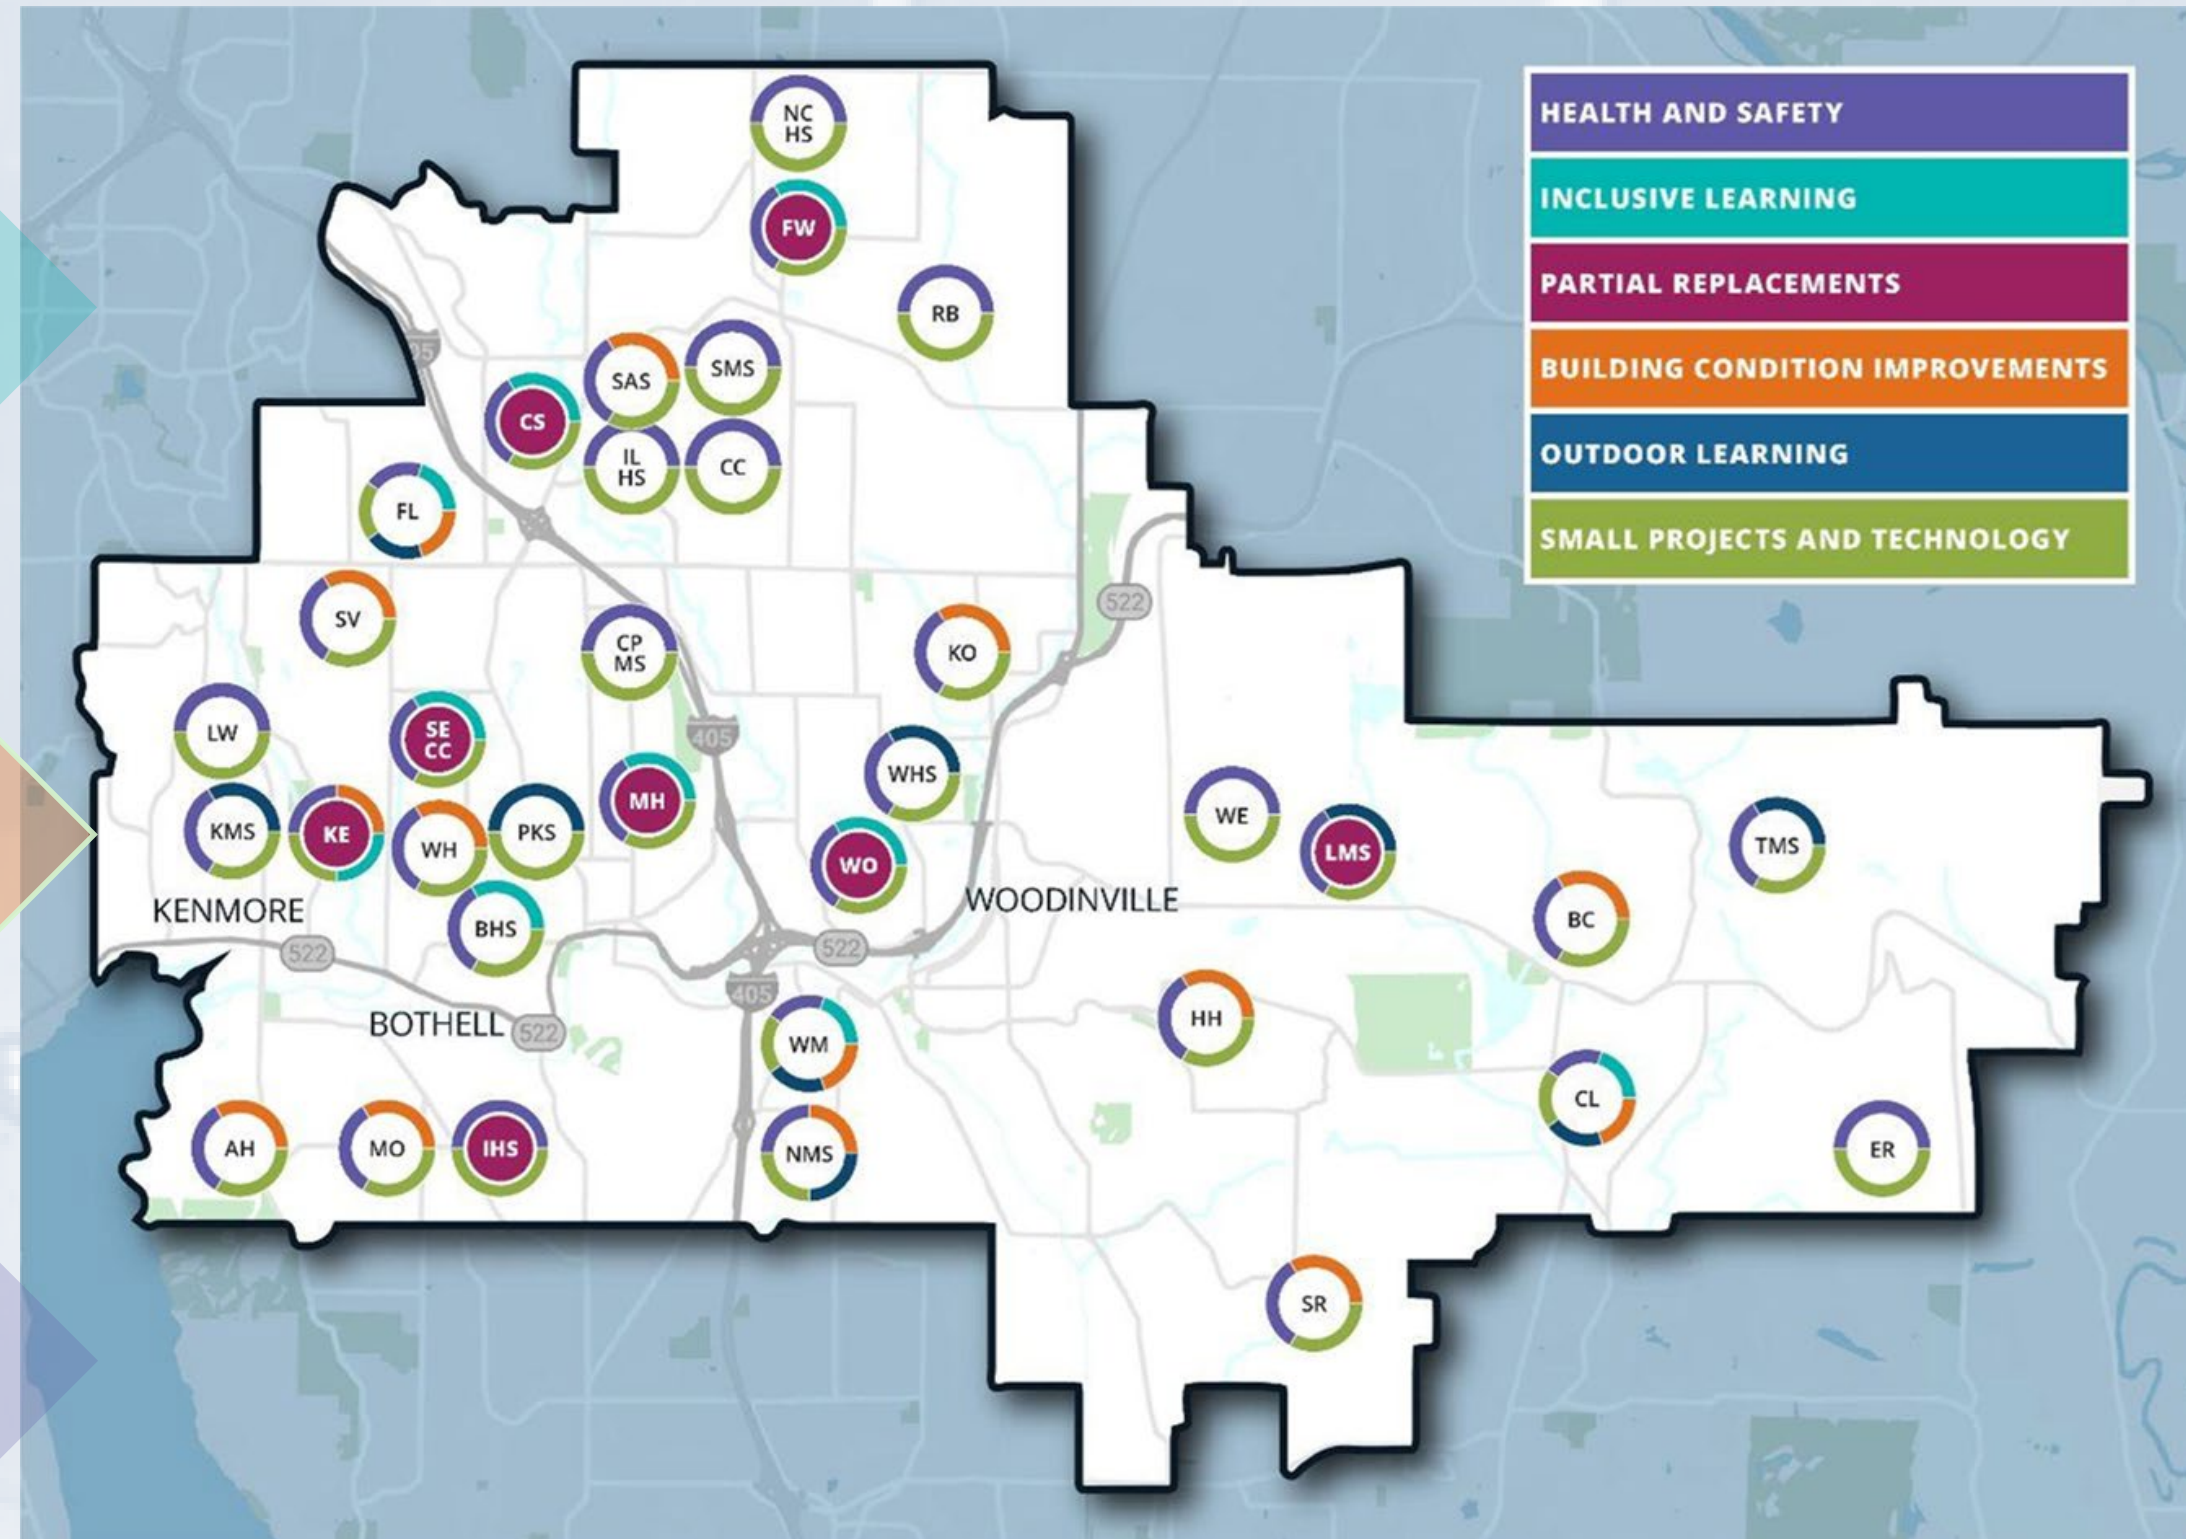 HEALTH AND SAFETY
INCLUSIVE LEARNING
PARTIAL REPLACEMENTS
BUILDING CONDITION IMPROVEMENTS
OUTDOOR LEARNING
SMALL PROJECTS AND TECHNOLOGY
NC
HS
FW
RB
SAS
SMS
CS
IL
HS
CC
FL
SV
CP
MS
KO
522
LW
SE
CC
405
WHS
MH
KMS
KE
WH
PKS
WO
WE
LMS
TMS
KENMORE
BHS
WOODINVILLE
BC
522
522
405
BOTHELL
522
WM
HH
CL
AH
MO
IHS
NMS
ER
SR